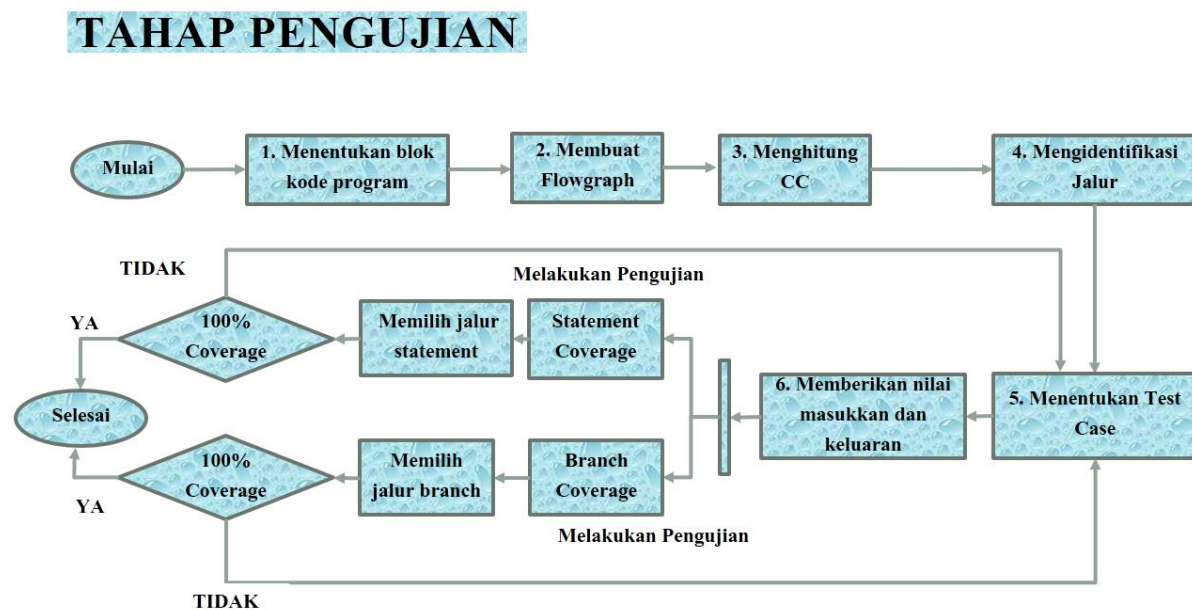 TAHAP PENGUJIAN
Mulai
1. Menentukan blok
kode program
2. Membuat
Flowgraph
3. Menghitung
CC
4. Mengidentifikasi
Jalur
TIDAK
Melakukan Pengujian
YA
100%
Coverage
Memilih jalur
statement
Statement
Coverage
6. Memberikan nilai
masukkan dan
keluaran
5. Menentukan Test
Case
Selesai
100%
Coverage
Memilih
jalur branch
Branch
Coverage
YA
Melakukan Pengujian
TIDAK